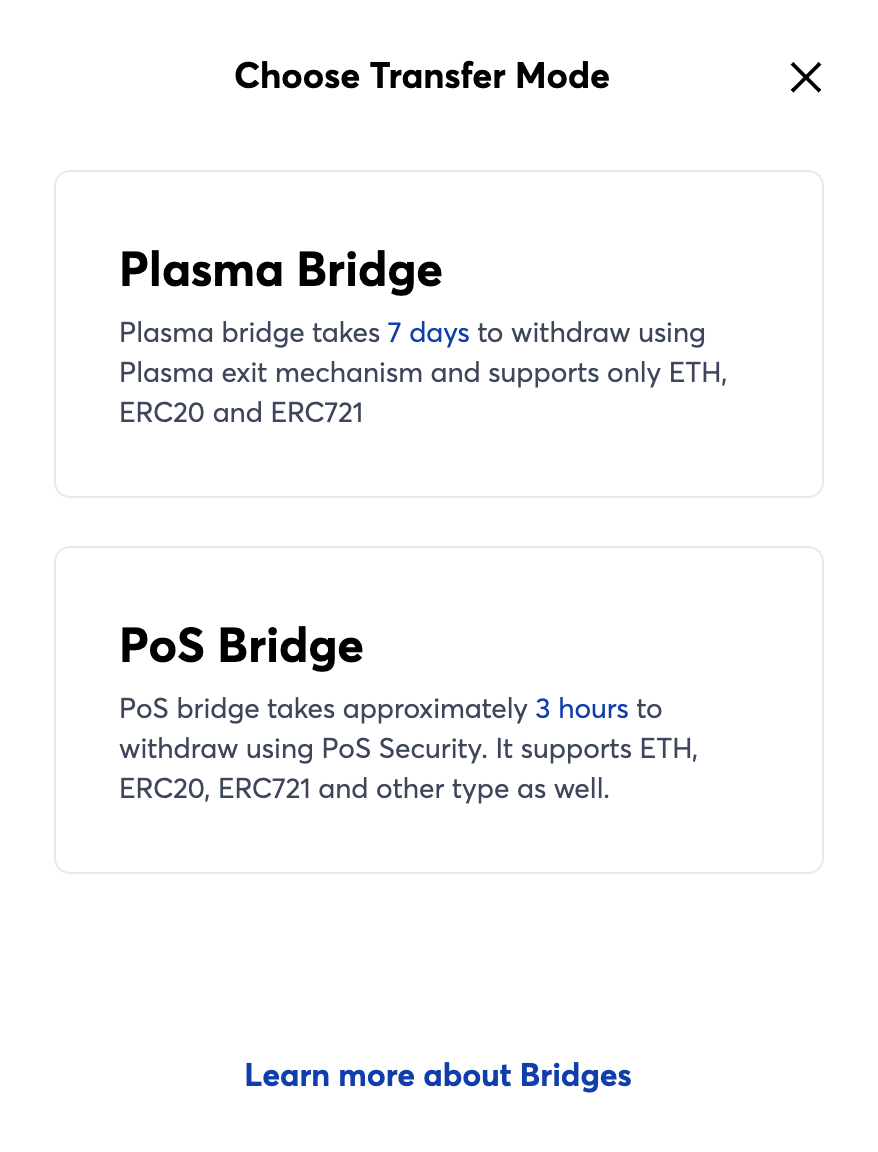 Choose Transfer Mode
Plasma Bridge
Plasma bridge takes 7 days to withdraw using
Plasma exit mechanism and supports only ETH,
ERC20 and ERC721
PoS Bridge
PoS bridge takes approximately 3 hours to
withdraw using PoS Security. It supports ETH,
ERC20, ERC721 and other type as well.
Learn more about Bridges